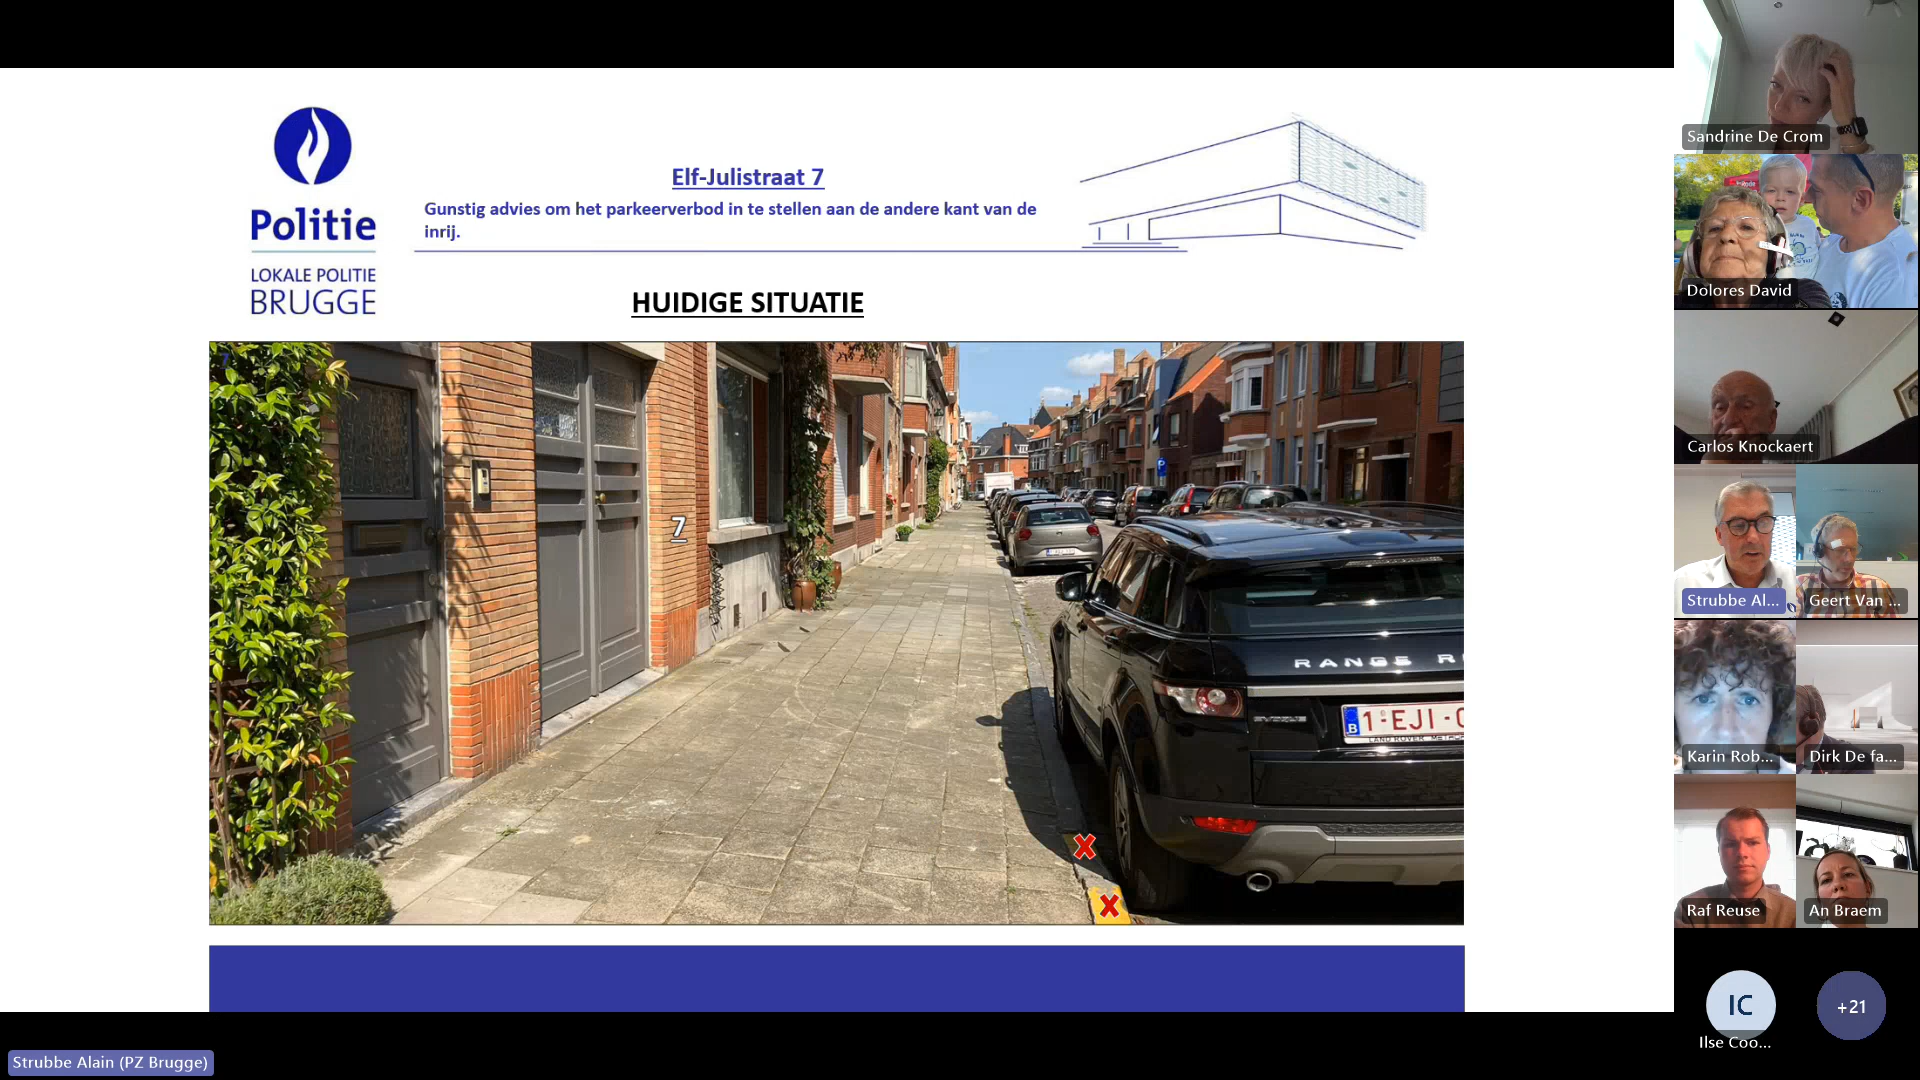 Politie
LOKALE POLITIE
BRUGGE
Elf-Julistraat 7
Gunstig advies om het parkeerverbod in te stellen aan de andere kant van de
inrij.
HUIDIGE SITUATIE
7
7
P
RANGE R
EVOQUE
B 1-EJI-
X
X
Strubbe Alain (PZ Brugge)
Sandrine De Crom
Dolores David
Carlos Knockaert
Strubbe Al...
Geert Van ...
Karin Rob...
Dirk De fa...
Raf Reuse
An Braem
IC
Ilse Coo...
+21